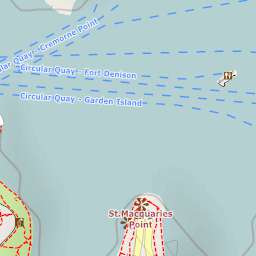 Circular Quay - Cremorne Point
Circular Quay - Fort Denison
Circular Quay - Garden Island
St.Macquaries
Point